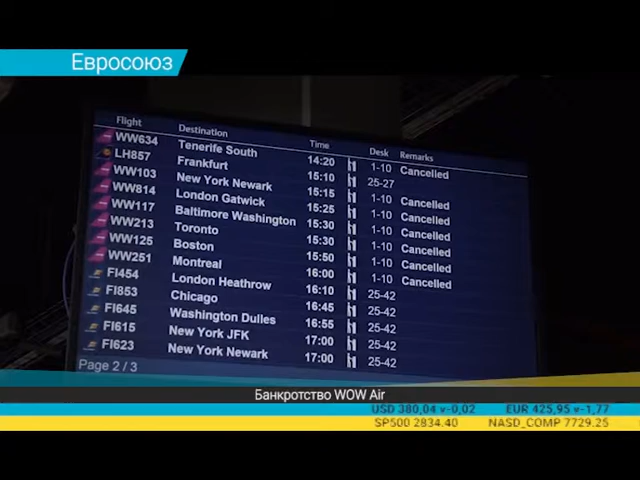 Евросоюз
Flight Destination Time Desk Remarks
WW634 Tenerife South 14:20 1-10 Cancelled
LH857 Frankfurt 15:10 25-27
WW103 New York Newark 15:15 1-10 Cancelled
WW814 London Gatwick 15:25 1-10 Cancelled
WW117 Baltimore Washington 15:30 1-10 Cancelled
WW213 Toronto 15:30 1-10 Cancelled
WW125 Boston 15:50 1-10 Cancelled
WW251 Montreal 16:00 1-10 Cancelled
FI454 London Heathrow 16:10 25-42
FI853 Chicago 16:45 25-42
FI645 Washington Dulles 16:55 25-42
FI615 New York JFK 17:00 25-42
FI623 New York Newark 17:00 25-42
Page 2 / 3
Банкротство WOW Air
USD 380,04 v-0,02 EUR 425,95 v-1,77
SP500 2834.40 NASD_COMP 7729.25